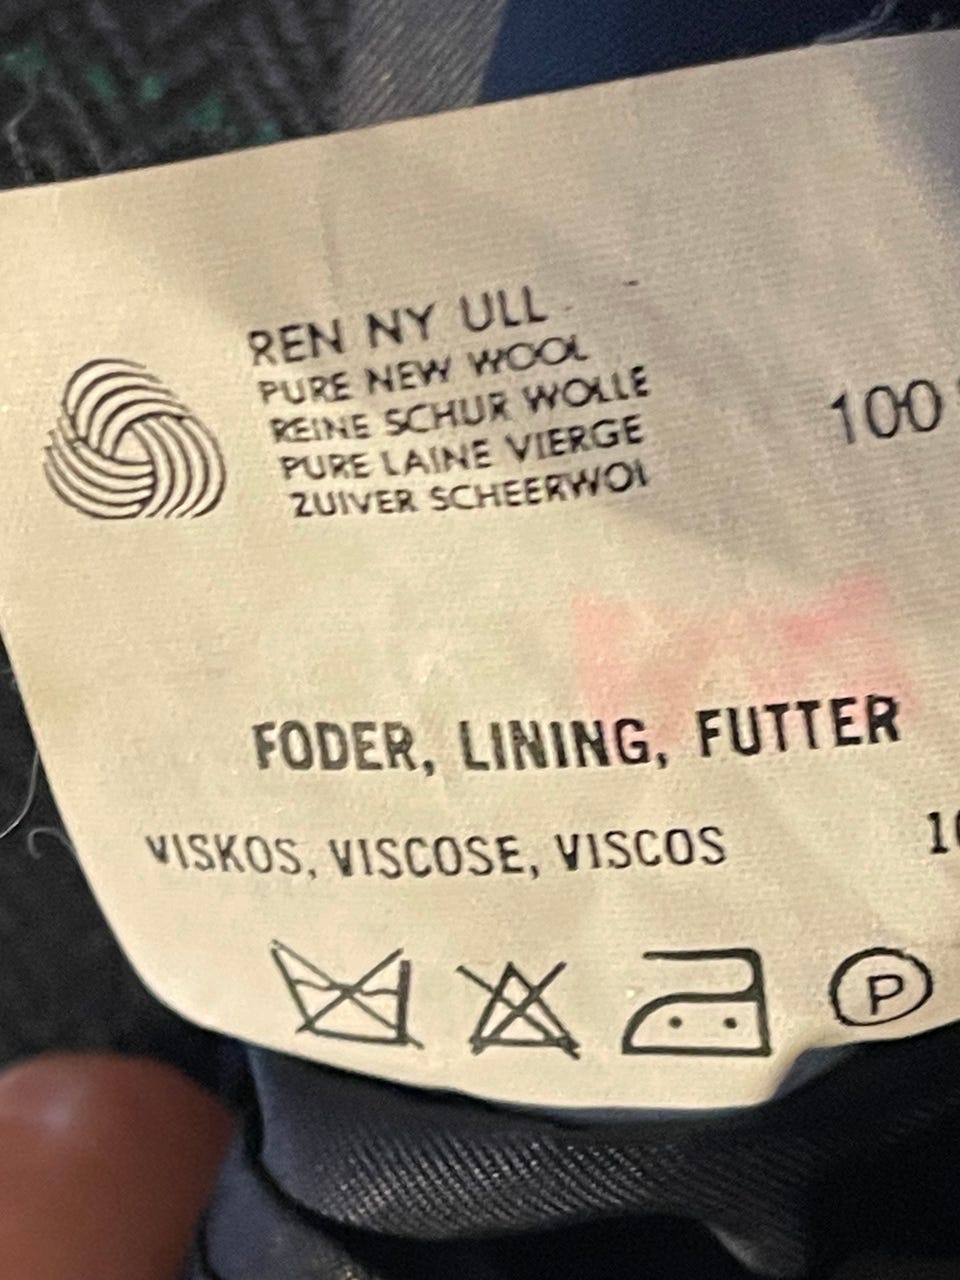 REN NY ULL
PURE NEW WOOL
REINE SCHUR WOLLE
PURE LAINE VIERGE
ZUIVER SCHEERWOL
100
FODER, LINING, FUTTER
VISKOS, VISCOSE, VISCOS
P